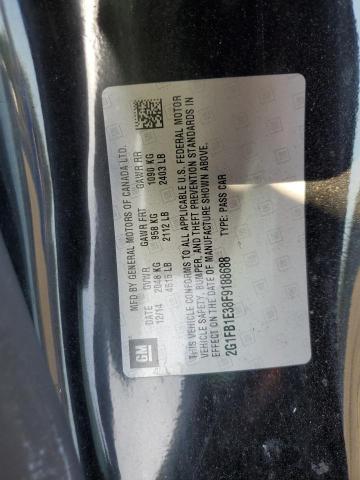 MFD BY GENERAL MOTORS OF CANADA LTD.
DATE GVWR GAWR FRT GAWR RR
12/14 2048 KG 958 KG 1090 KG
4515 LB 2112 LB 2403 LB
GM
THIS VEHICLE CONFORMS TO ALL APPLICABLE U.S. FEDERAL MOTOR
VEHICLE SAFETY, BUMPER, AND THEFT PREVENTION STANDARDS IN
EFFECT ON THE DATE OF MANUFACTURE SHOWN ABOVE.
2G1FB1E38F9186688 TYPE: PASS CAR